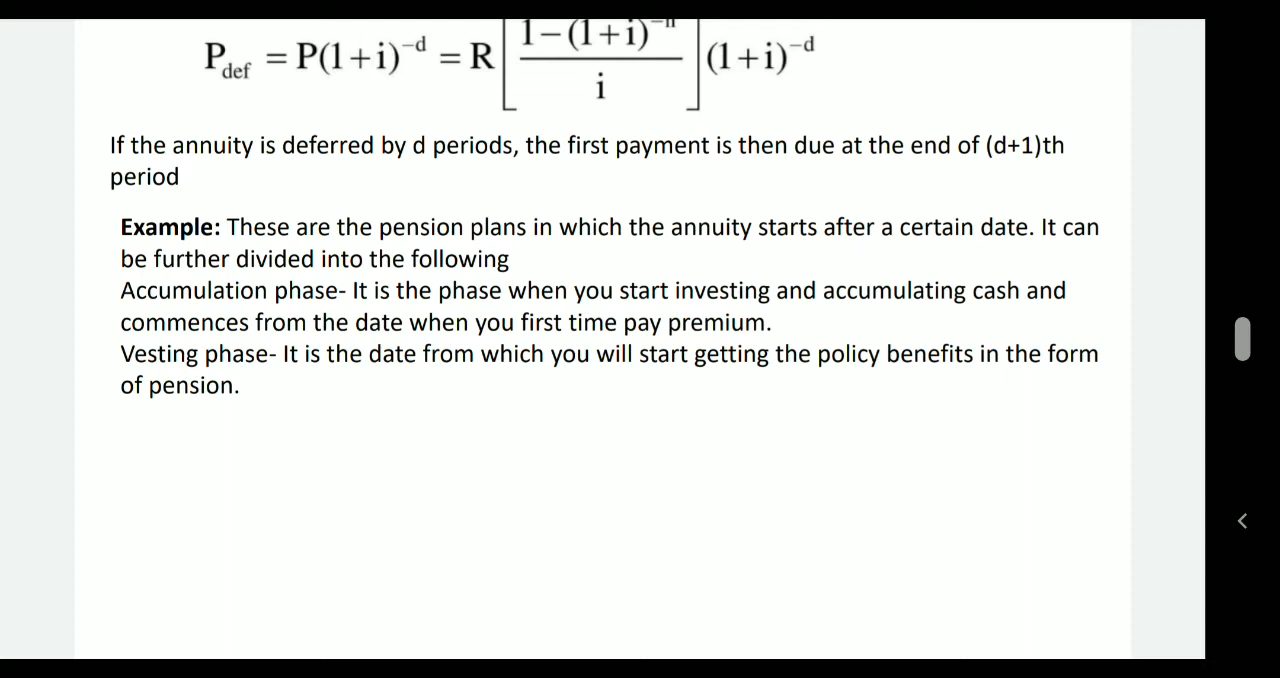 P_def = P(1+i)^−d = R[ (1−(1+i)^−n) / i ](1+i)^−d
If the annuity is deferred by d periods, the first payment is then due at the end of (d+1)th
period
Example: These are the pension plans in which the annuity starts after a certain date. It can
be further divided into the following
Accumulation phase- It is the phase when you start investing and accumulating cash and
commences from the date when you first time pay premium.
Vesting phase- It is the date from which you will start getting the policy benefits in the form
of pension.